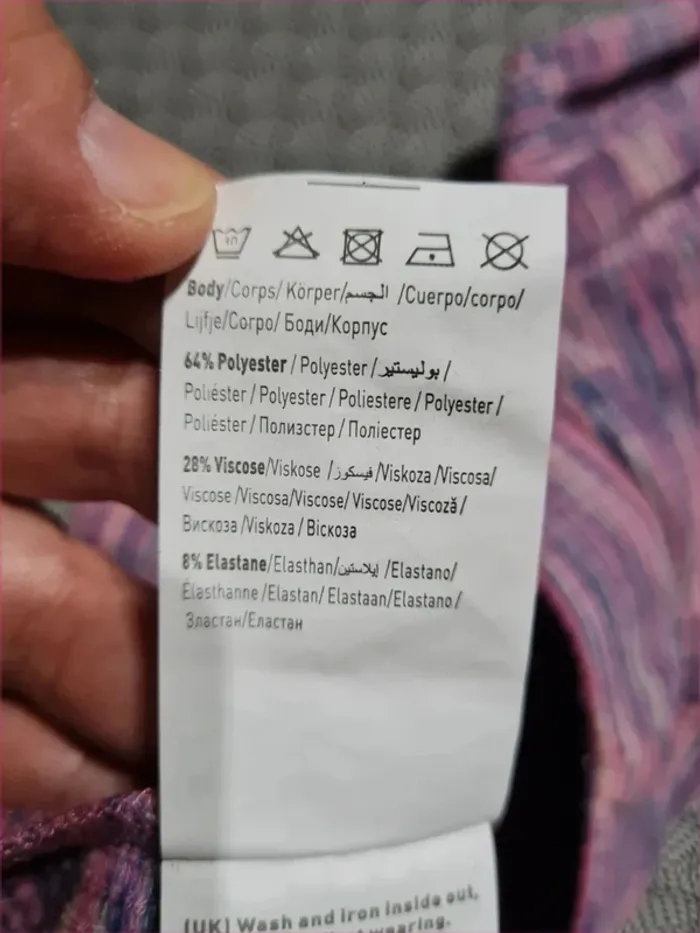 40
Body/Corps/ Körper/الجسم /Cuerpo/corpo/
Lijfje/Corpo/ Боди/Корпус
64% Polyester / Polyester / بوليستير /
Poliéster / Polyester / Poliestere / Polyester /
Poliéster / Полиэстер / Поліестер
28% Viscose/Viskose /فيسكوز /Viskoza /Viscosa/
Viscose /Viscosa/Viscose/ Viscose/Viscoză /
Вискоза /Viskoza / Віскоза
8% Elastane/Elasthan/إيلاستين /Elastano/
Élasthanne /Elastan/ Elastaan/Elastano /
Эластан/Еластан
(UK) Wash and iron inside out,
wearing.